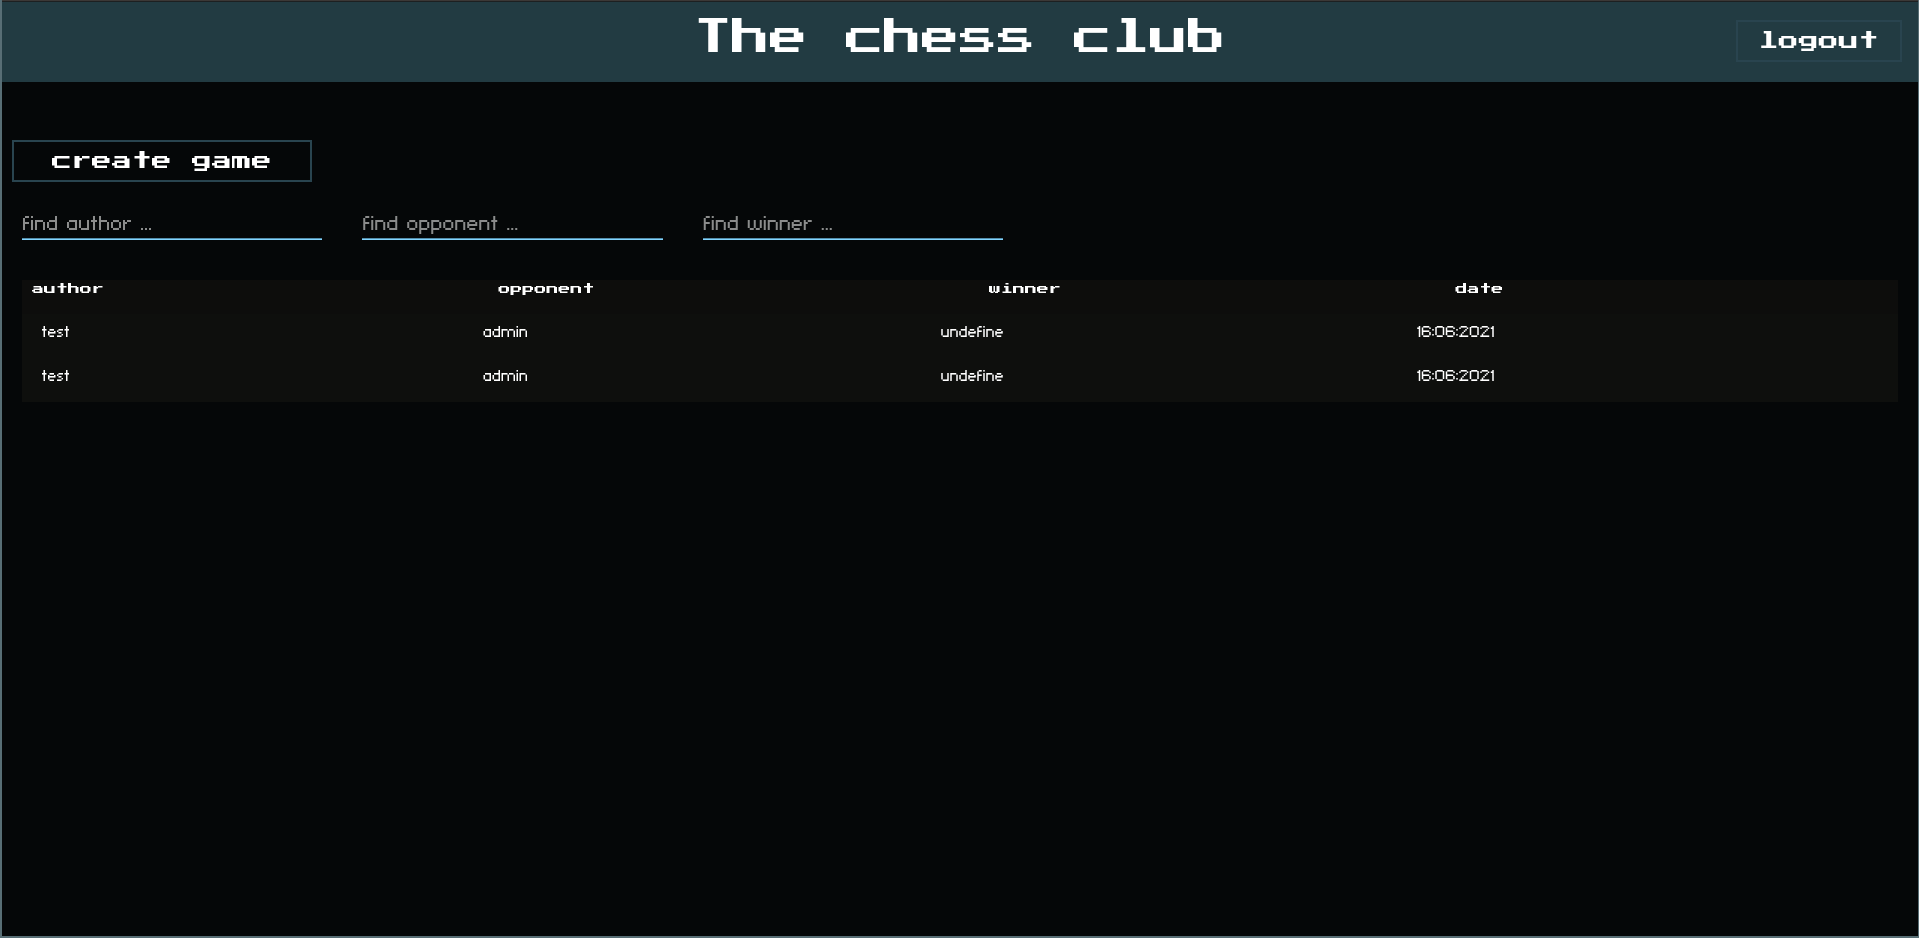 The chess club
logout
create game
find author ... find opponent ... find winner ...
author opponent winner date
test admin undefine 16:06:2021
test admin undefine 16:06:2021